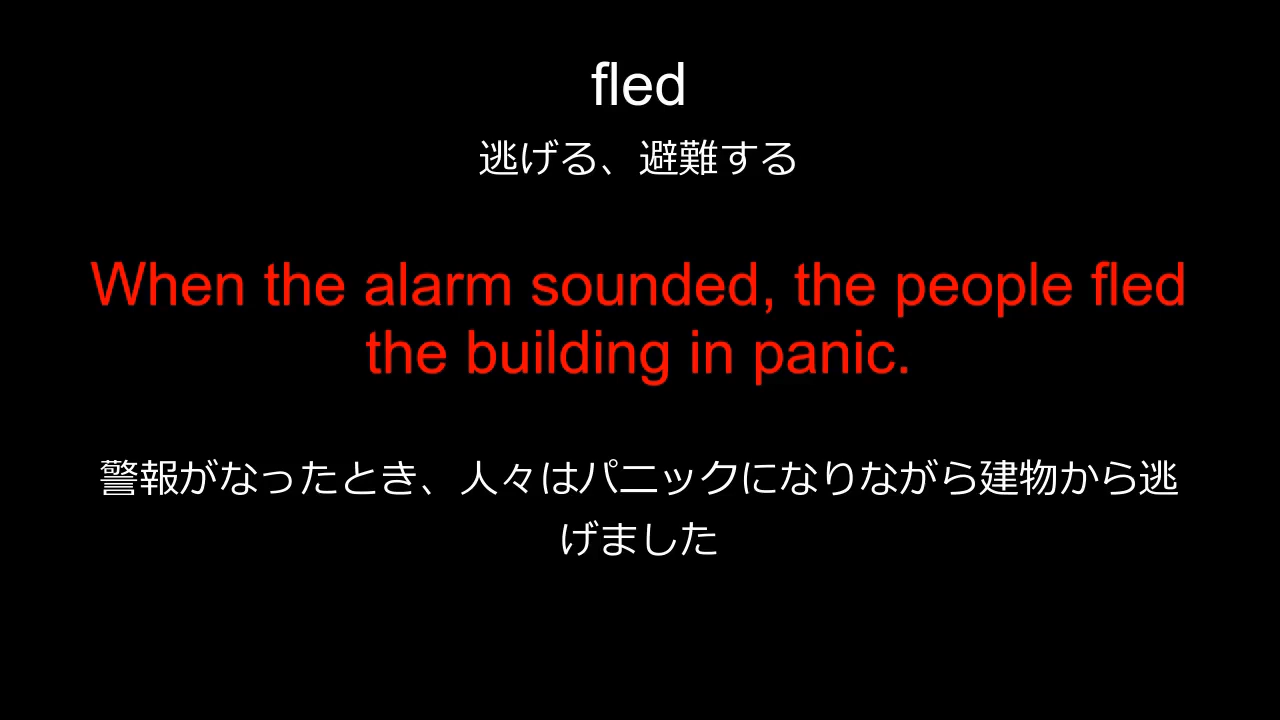 fled
逃げる、避難する
When the alarm sounded, the people fled
the building in panic.
警報がなったとき、人々はパニックになりながら建物から逃
げました